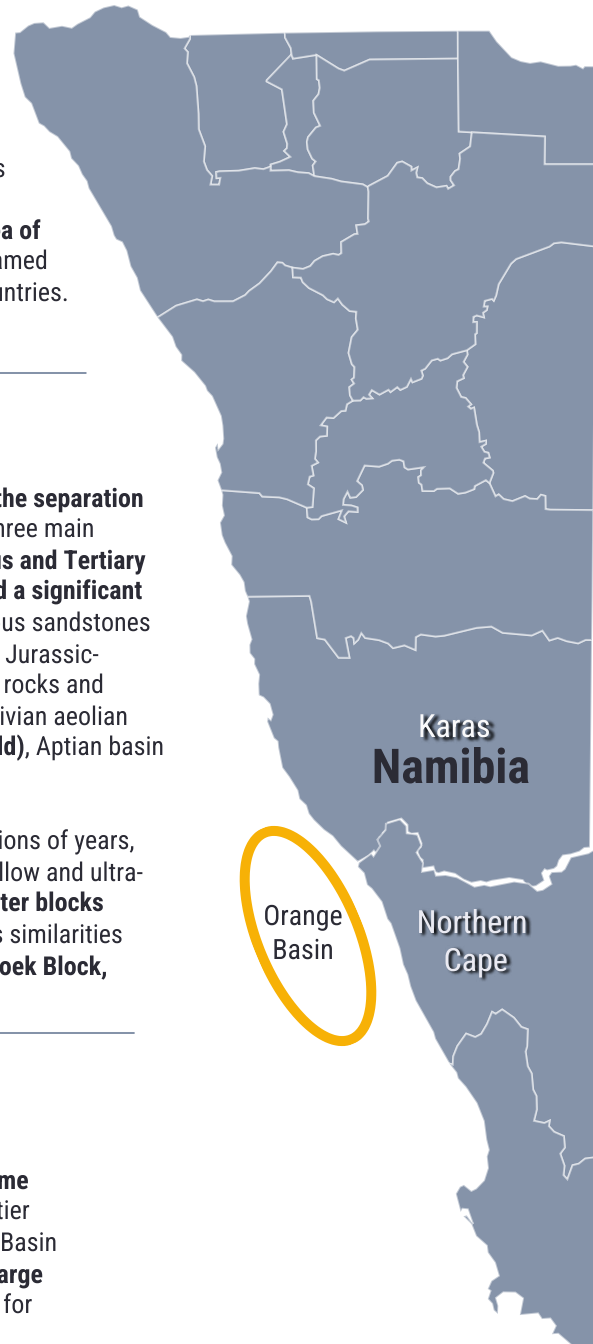 s
a of
amed
untries.
the separation
hree main
us and Tertiary
d a significant
ous sandstones
Jurassic-
rocks and
ivian aeolian
ld), Aptian basin
ions of years,
llow and ultra-
ter blocks
s similarities
oek Block,
me
tier
Basin
arge
for
Karas
Namibia
Orange
Basin
Northern
Cape